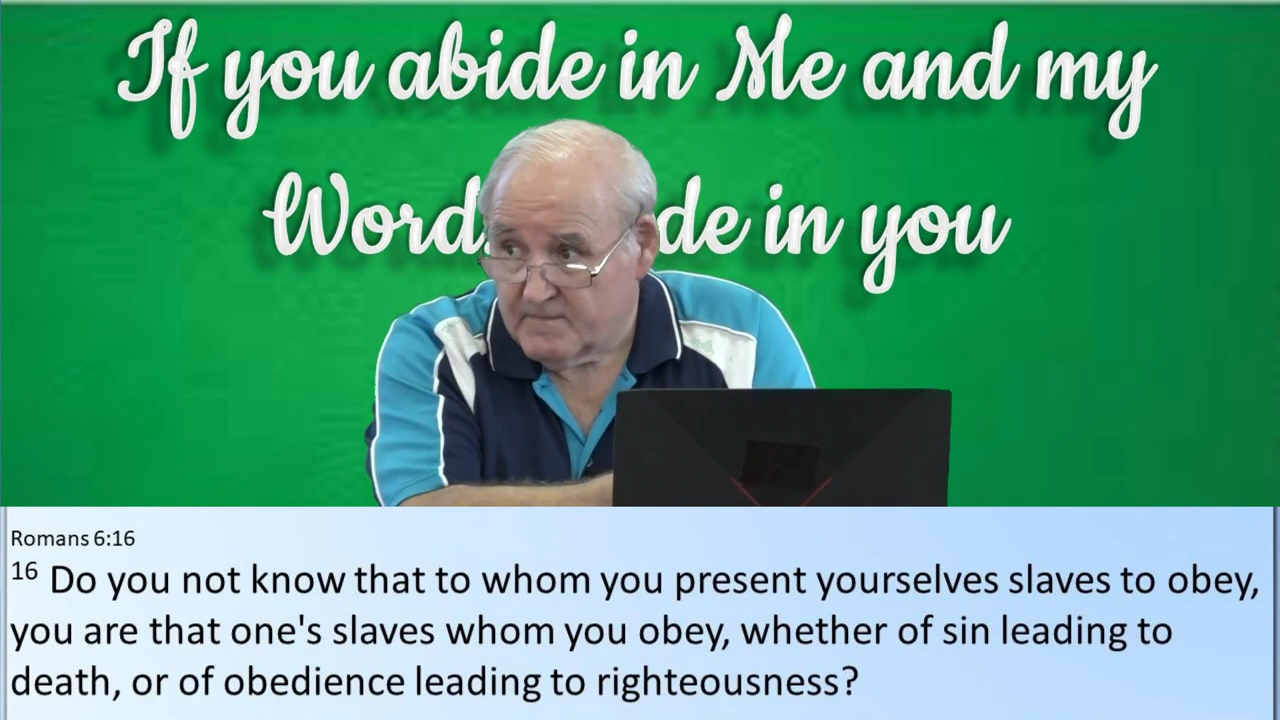 If you abide in Me and my
Word de in you
Romans 6:16
16 Do you not know that to whom you present yourselves slaves to obey,
you are that one's slaves whom you obey, whether of sin leading to
death, or of obedience leading to righteousness?